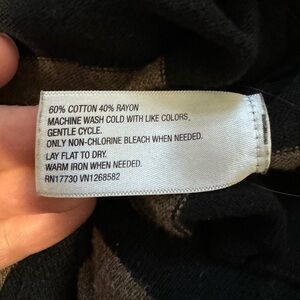 60% COTTON 40% RAYON
MACHINE WASH COLD WITH LIKE COLORS,
GENTLE CYCLE.
ONLY NON-CHLORINE BLEACH WHEN NEEDED.
LAY FLAT TO DRY.
WARM IRON WHEN NEEDED.
RN17730 VN1268582